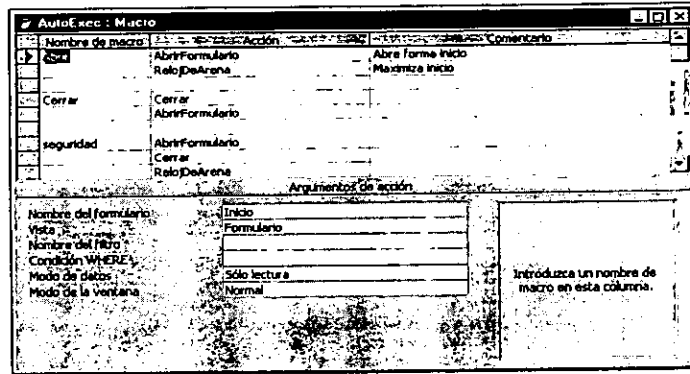 AutoExec : Macro
Nombre de macro Acción Comentario
Abrir AbrirFormulario Abre forma inicio
RelojDeArena Maximiza inicio
Cerrar Cerrar
AbrirFormulario
seguridad AbrirFormulario
Cerrar
RelojDeArena
Argumentos de acción
Nombre del formulario Inicio
Vista Formulario
Nombre del filtro
Condición WHERE
Modo de datos Sólo lectura
Modo de la ventana Normal
Introduzca un nombre de
macro en esta columna.